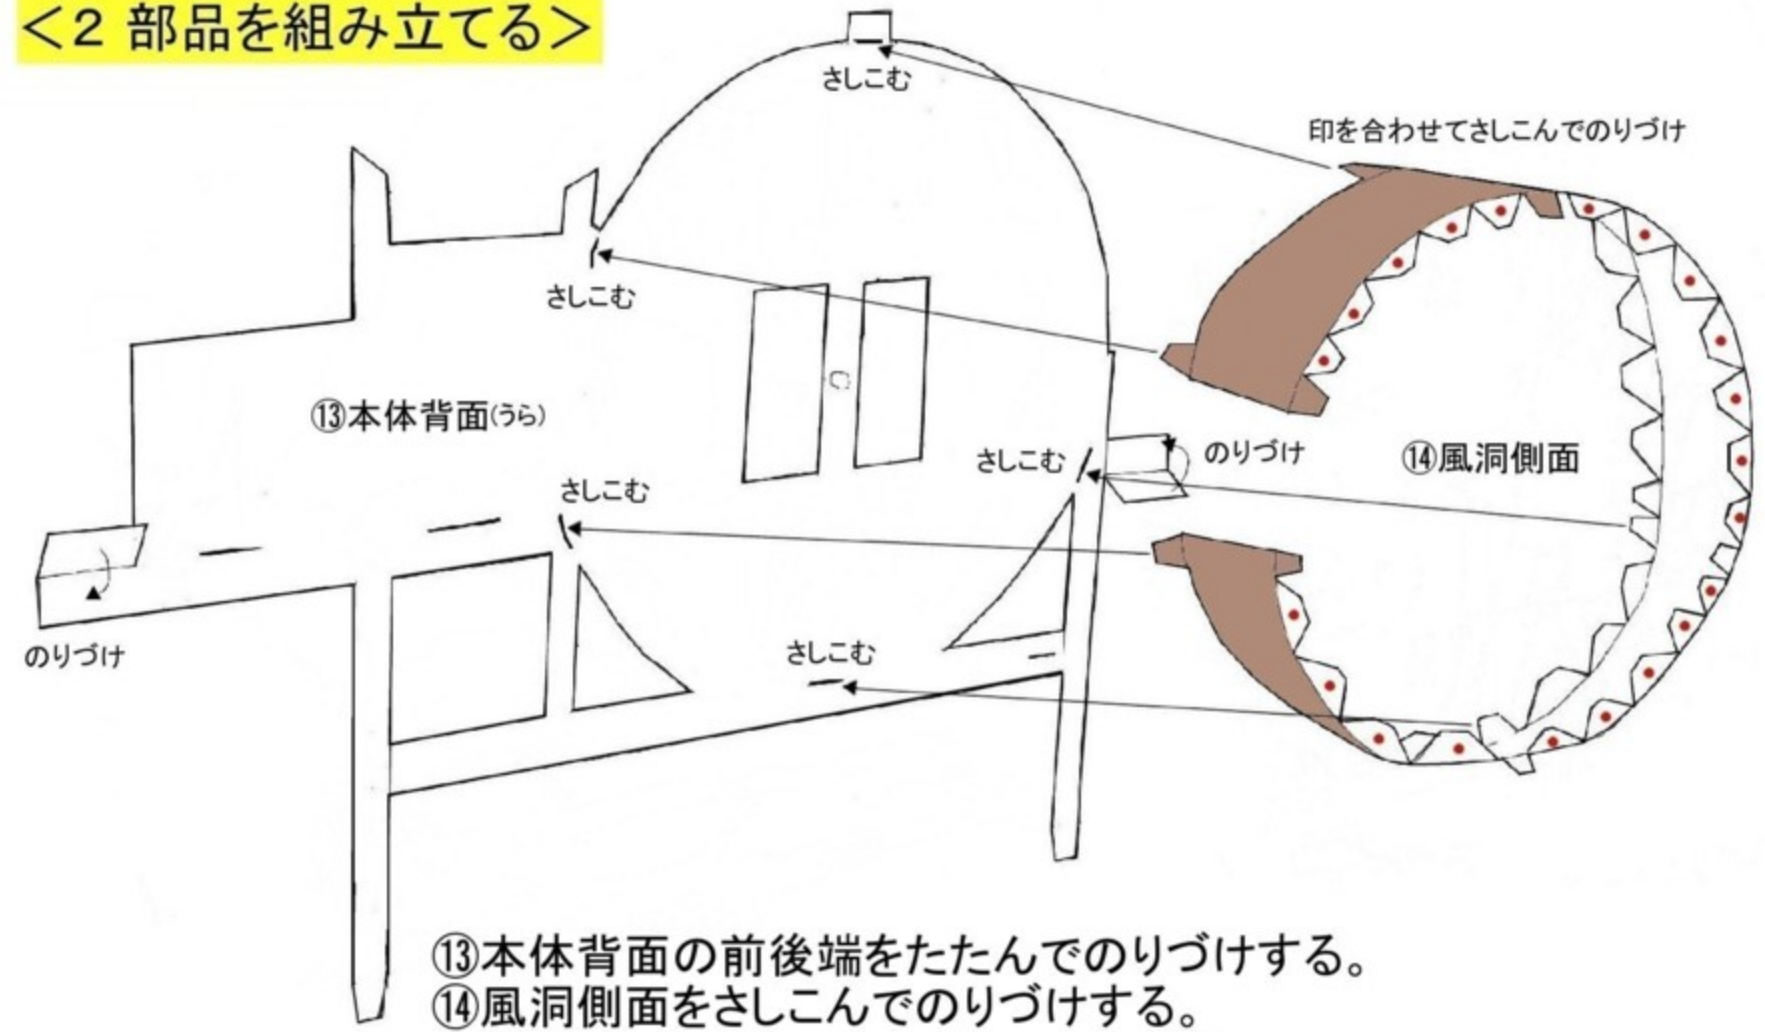 <2 部品を組み立てる>
さしこむ
印を合わせてさしこんでのりづけ
さしこむ
C
⑬本体背面(うら)
さしこむ
のりづけ
⑭風洞側面
さしこむ
のりづけ
さしこむ
⑬本体背面の前後端をたたんでのりづけする。
⑭風洞側面をさしこんでのりづけする。